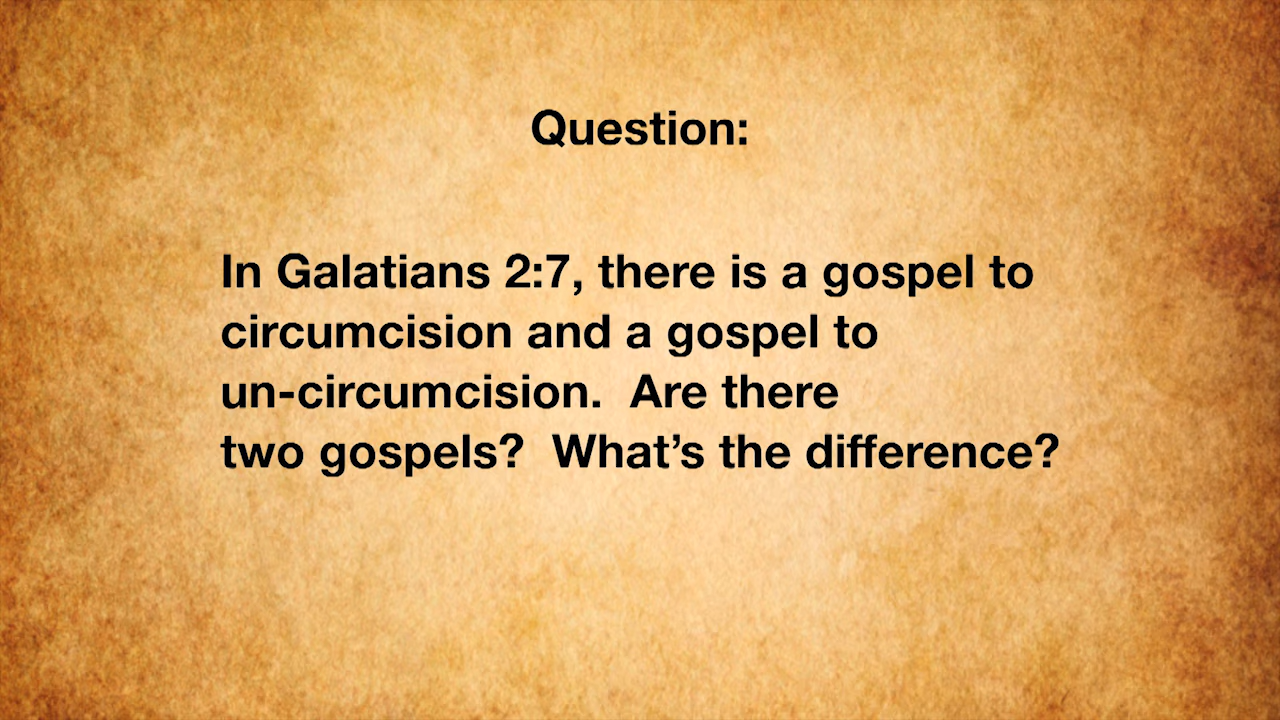 Question:
In Galatians 2:7, there is a gospel to
circumcision and a gospel to
un-circumcision.  Are there
two gospels?  What’s the difference?